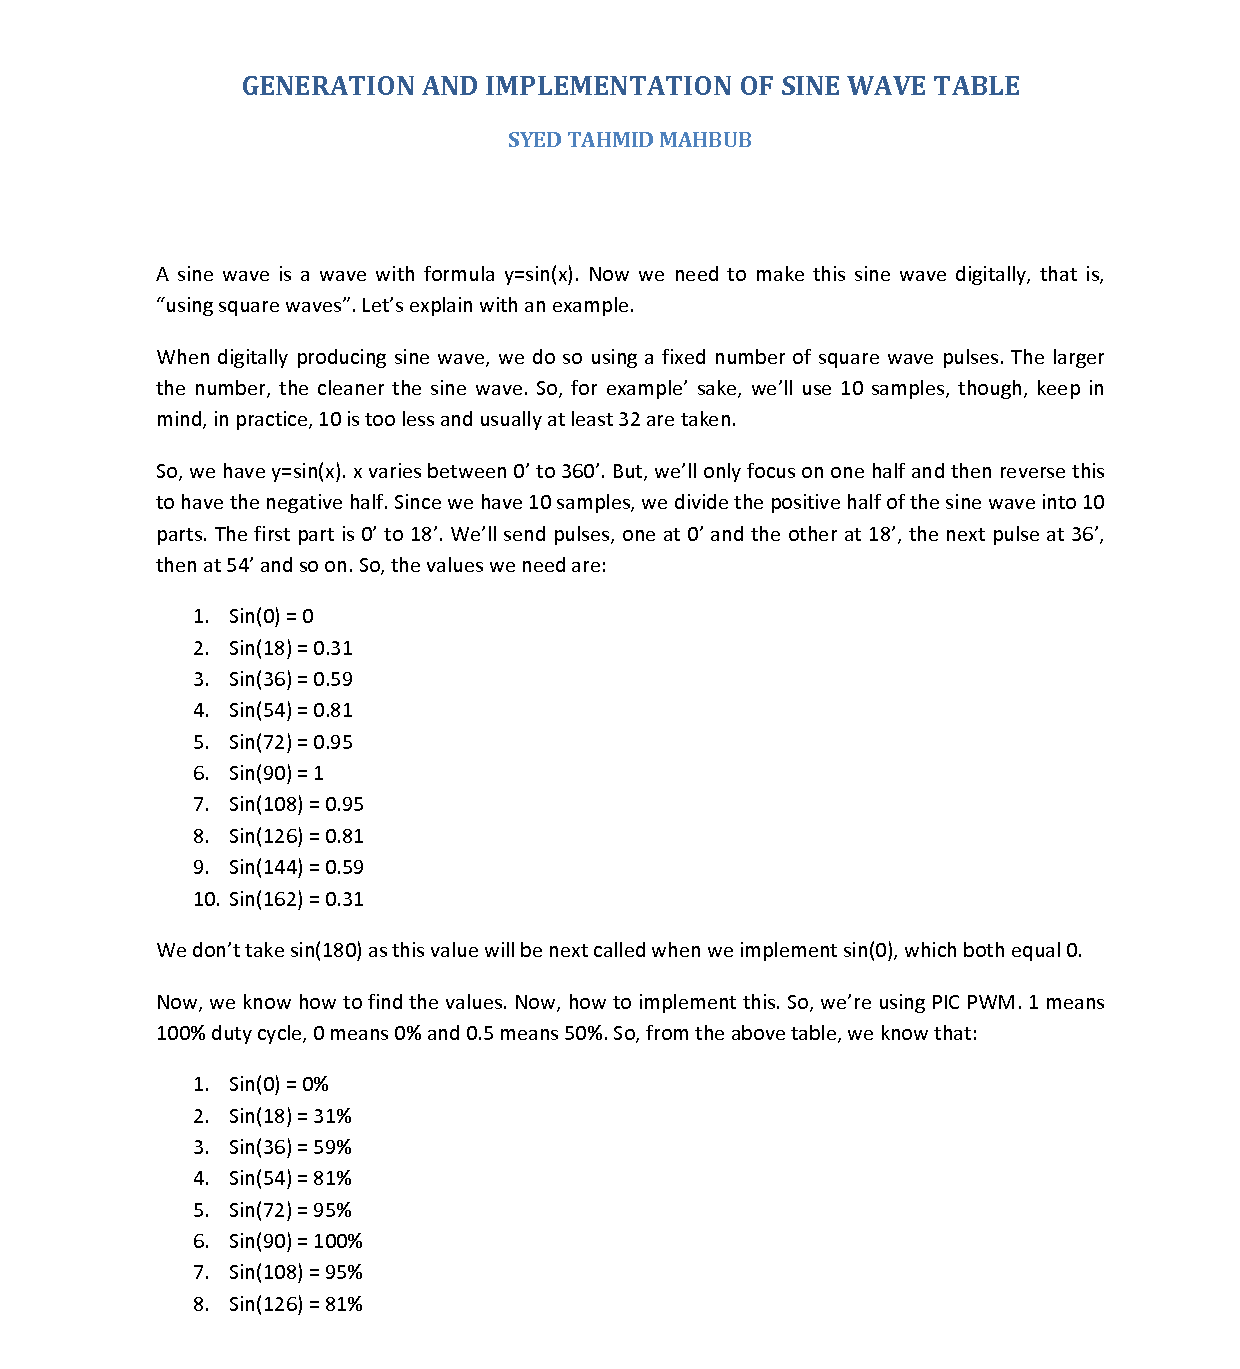 GENERATION AND IMPLEMENTATION OF SINE WAVE TABLE
SYED TAHMID MAHBUB
A sine wave is a wave with formula y=sin(x). Now we need to make this sine wave digitally, that is,
“using square waves”. Let’s explain with an example.
When digitally producing sine wave, we do so using a fixed number of square wave pulses. The larger
the number, the cleaner the sine wave. So, for example’ sake, we’ll use 10 samples, though, keep in
mind, in practice, 10 is too less and usually at least 32 are taken.
So, we have y=sin(x). x varies between 0’ to 360’. But, we’ll only focus on one half and then reverse this
to have the negative half. Since we have 10 samples, we divide the positive half of the sine wave into 10
parts. The first part is 0’ to 18’. We’ll send pulses, one at 0’ and the other at 18’, the next pulse at 36’,
then at 54’ and so on. So, the values we need are:
1. Sin(0) = 0
2. Sin(18) = 0.31
3. Sin(36) = 0.59
4. Sin(54) = 0.81
5. Sin(72) = 0.95
6. Sin(90) = 1
7. Sin(108) = 0.95
8. Sin(126) = 0.81
9. Sin(144) = 0.59
10. Sin(162) = 0.31
We don’t take sin(180) as this value will be next called when we implement sin(0), which both equal 0.
Now, we know how to find the values. Now, how to implement this. So, we’re using PIC PWM. 1 means
100% duty cycle, 0 means 0% and 0.5 means 50%. So, from the above table, we know that:
1. Sin(0) = 0%
2. Sin(18) = 31%
3. Sin(36) = 59%
4. Sin(54) = 81%
5. Sin(72) = 95%
6. Sin(90) = 100%
7. Sin(108) = 95%
8. Sin(126) = 81%